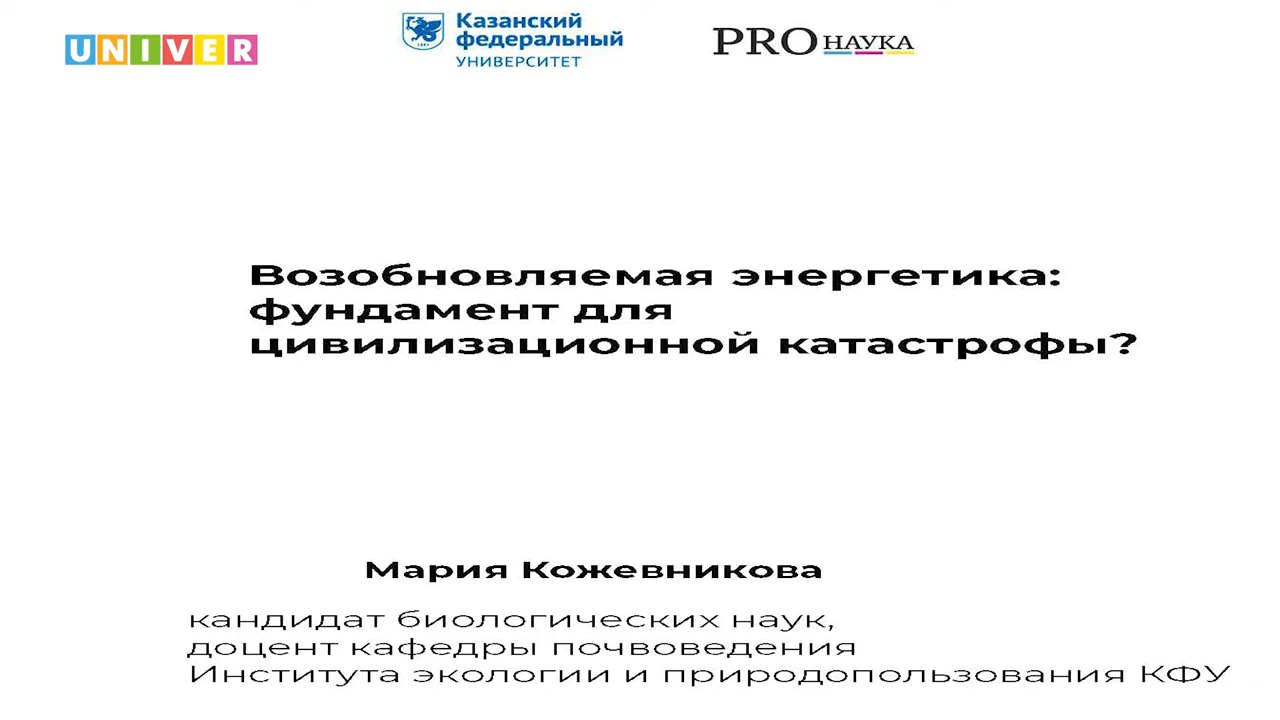 UNIVER
Казанский
федеральный
УНИВЕРСИТЕТ
PRO НАУКА
Возобновляемая энергетика:
фундамент для
цивилизационной катастрофы?
Мария Кожевникова
кандидат биологических наук,
доцент кафедры почвоведения
Института экологии и природопользования КФУ